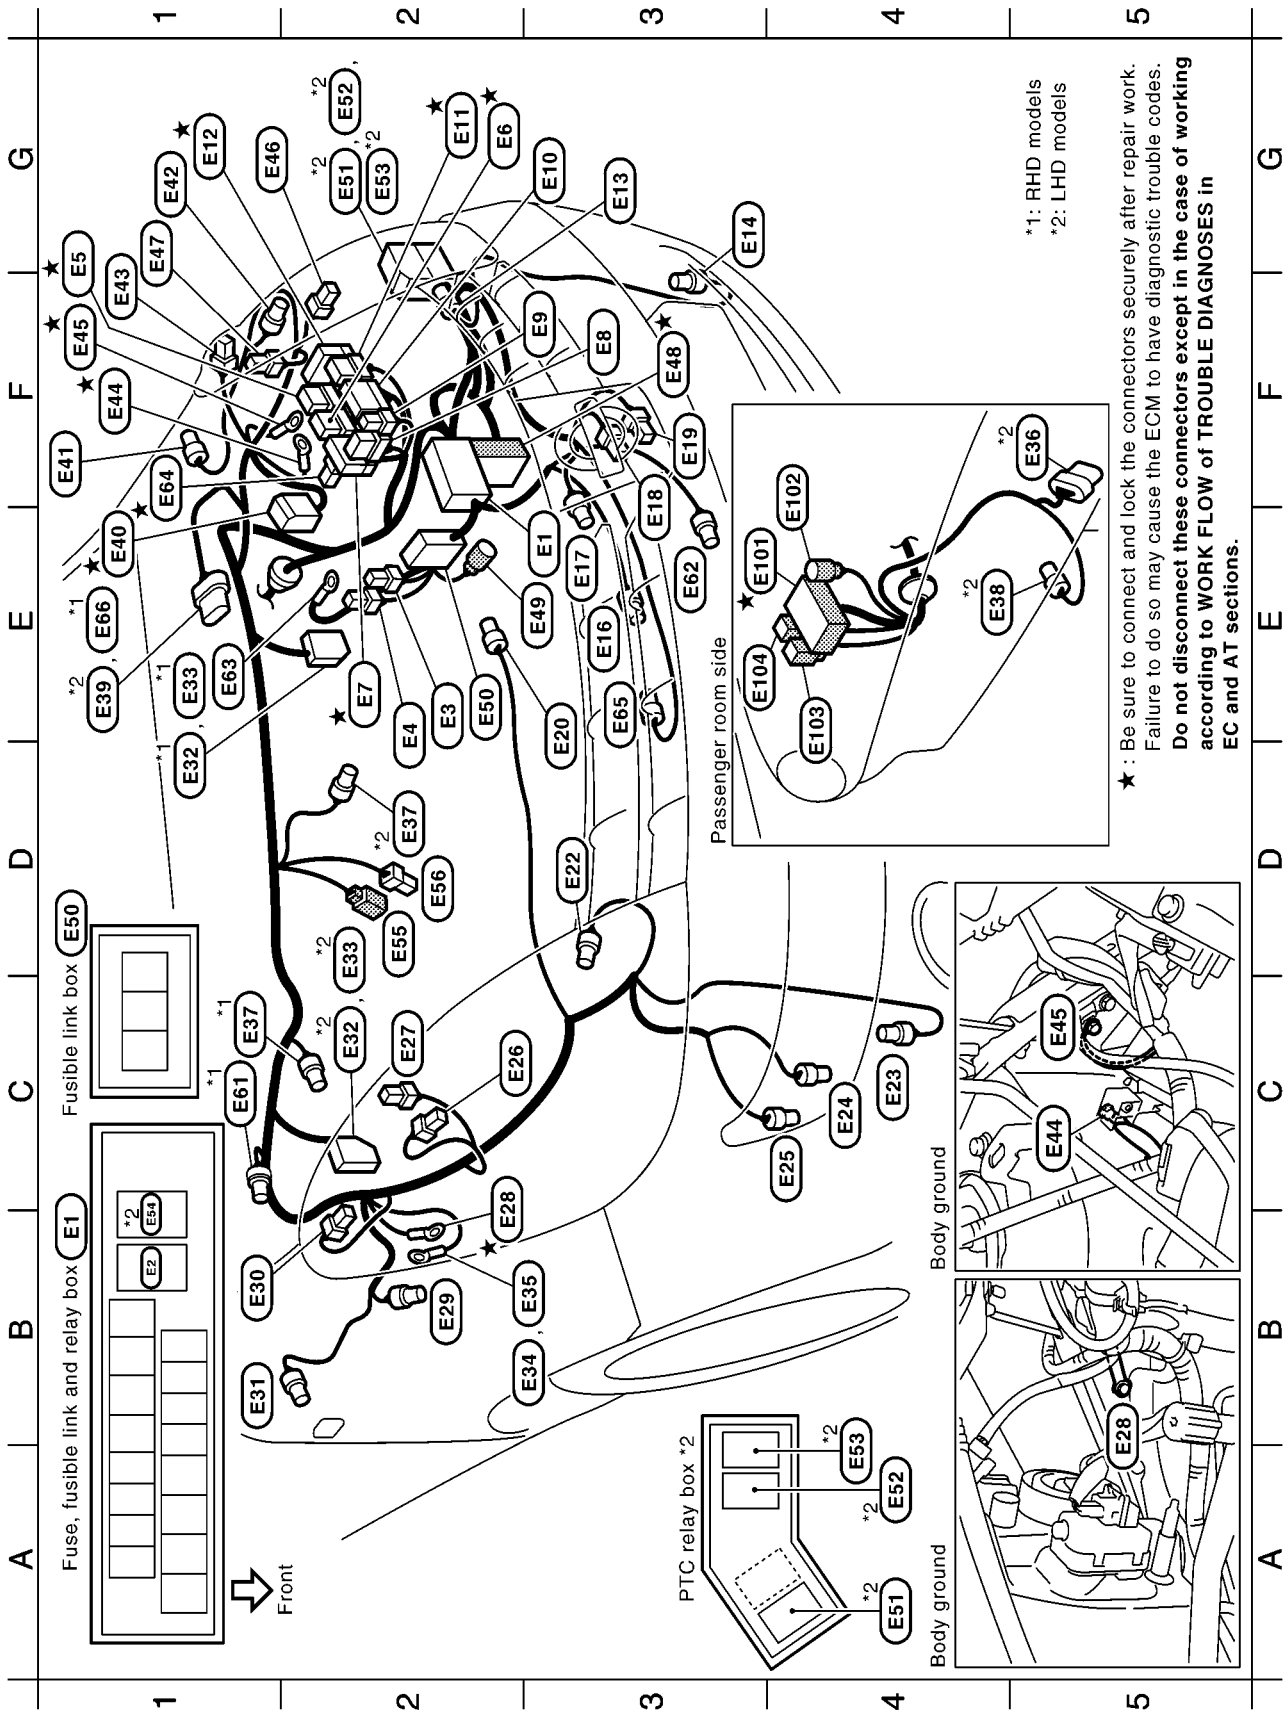 A B C D E F G
1
2
3
4
5
Fuse, fusible link and relay box E1
E2
*2
E54
Front
Fusible link box E50
*2 *1
E39 , E66 ★
★
E40
E64
E41
★
E44
★
E45
★
E5
E43
E47
E42
★
E12
E46
*2 *2
E51 , E52 ,
*2
E53
★
E11
★
E6
E10
E13
E14
*1 *1
E32 , E33
E63
★
E7
E4
E3
E50
E49
E20
E1
E9
E8
★
E48
E19
E18
E17
E16
E62
E65
*1
E61
*1
E37
*2 *2
E32 , E33
E55
E56
*2
E37
E27
E26
E22
E30
E31
E29
E28
★
E34 , E35
E25
E24
E23
PTC relay box *2
*2
E51
*2
E52
*2
E53
Passenger room side
E104
★
E101
E102
E103
*2
E36
*2
E38
*1: RHD models
*2: LHD models
Body ground
E28
Body ground
E44
E45
★ : Be sure to connect and lock the connectors securely after repair work.
Failure to do so may cause the ECM to have diagnostic trouble codes.
Do not disconnect these connectors except in the case of working
according to WORK FLOW of TROUBLE DIAGNOSES in
EC and AT sections.
A B C D E F G
1
2
3
4
5